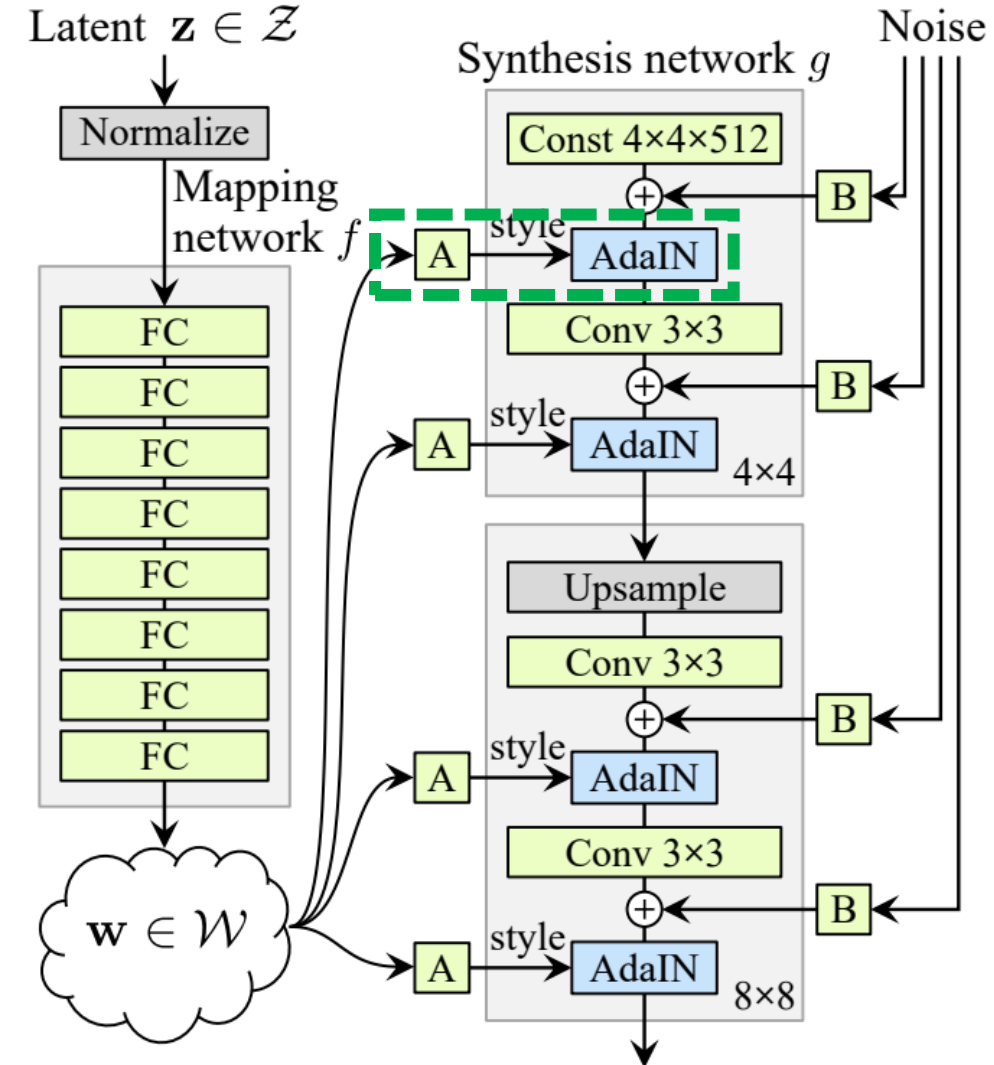 Latent z ∈ 𝒵
Normalize
Mapping
network f
FC
FC
FC
FC
FC
FC
FC
FC
w ∈ 𝒲
Synthesis network g
Noise
Const 4×4×512
+
B
A
style
AdaIN
Conv 3×3
+
B
A
style
AdaIN
4×4
Upsample
Conv 3×3
+
B
A
style
AdaIN
Conv 3×3
+
B
A
style
AdaIN
8×8